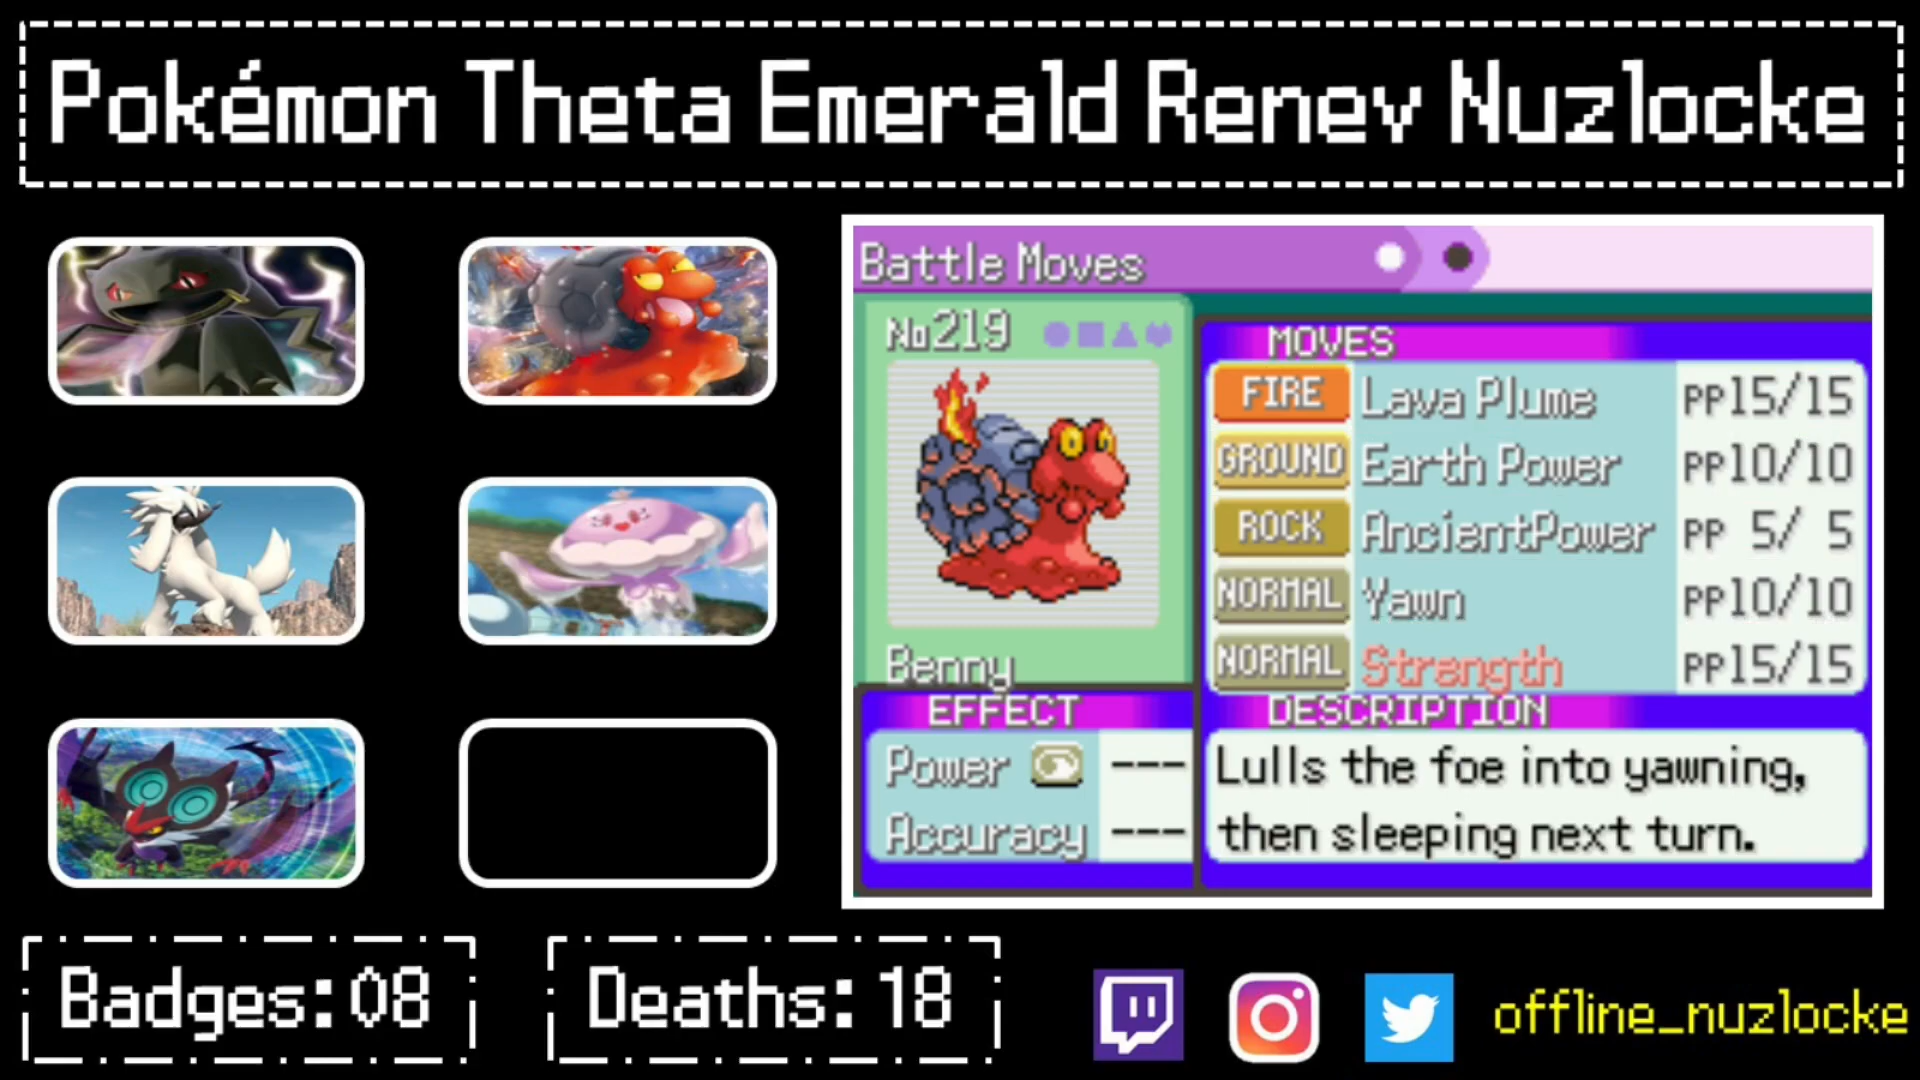 Pokémon Theta Emerald Renev Nuzlocke
Battle Moves
No219
Benny
MOVES
FIRE Lava Plume PP15/15
GROUND Earth Power PP10/10
ROCK AncientPower PP 5/ 5
NORMAL Yawn PP10/10
NORMAL Strength PP15/15
EFFECT
Power ---
Accuracy ---
DESCRIPTION
Lulls the foe into yawning,
then sleeping next turn.
Badges:08
Deaths: 18
offline_nuzlocke